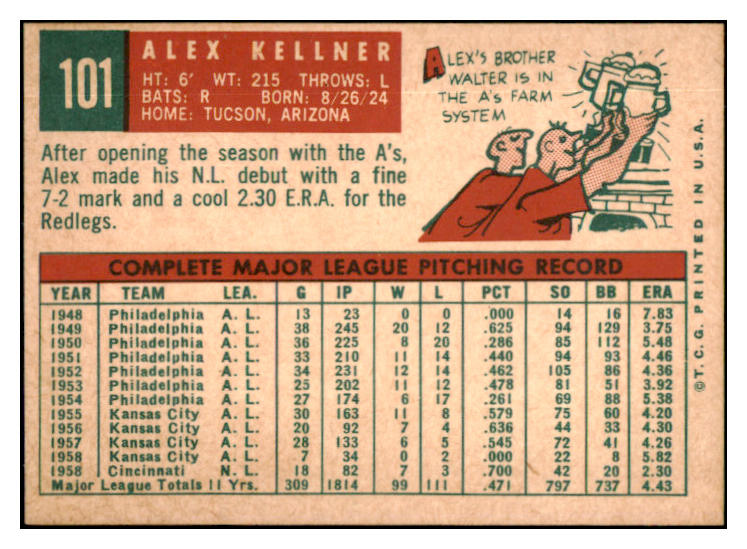 101
ALEX KELLNER
HT: 6' WT: 215 THROWS: L
BATS: R BORN: 8/26/24
HOME: TUCSON, ARIZONA
ALEX'S BROTHER
WALTER IS IN
THE A's FARM
SYSTEM
After opening the season with the A's,
Alex made his N.L. debut with a fine
7-2 mark and a cool 2.30 E.R.A. for the
Redlegs.
COMPLETE MAJOR LEAGUE PITCHING RECORD
YEAR TEAM LEA. G IP W L PCT SO BB ERA
1948 Philadelphia A. L. 13 23 0 0 .000 14 16 7.83
1949 Philadelphia A. L. 38 245 20 12 .625 94 129 3.75
1950 Philadelphia A. L. 36 225 8 20 .286 85 112 5.48
1951 Philadelphia A. L. 33 210 11 14 .440 94 93 4.46
1952 Philadelphia A. L. 34 231 12 14 .462 105 86 4.36
1953 Philadelphia A. L. 25 202 11 12 .478 81 51 3.92
1954 Philadelphia A. L. 27 174 6 17 .261 69 88 5.38
1955 Kansas City A. L. 30 163 11 8 .579 75 60 4.20
1956 Kansas City A. L. 20 92 7 4 .636 44 33 4.30
1957 Kansas City A. L. 28 133 6 5 .545 72 41 4.26
1958 Kansas City A. L. 7 34 0 2 .000 22 8 5.82
1958 Cincinnati N. L. 18 82 7 3 .700 42 20 2.30
Major League Totals 11 Yrs. 309 1814 99 111 .471 797 737 4.43
©T.C.G. PRINTED IN U.S.A.